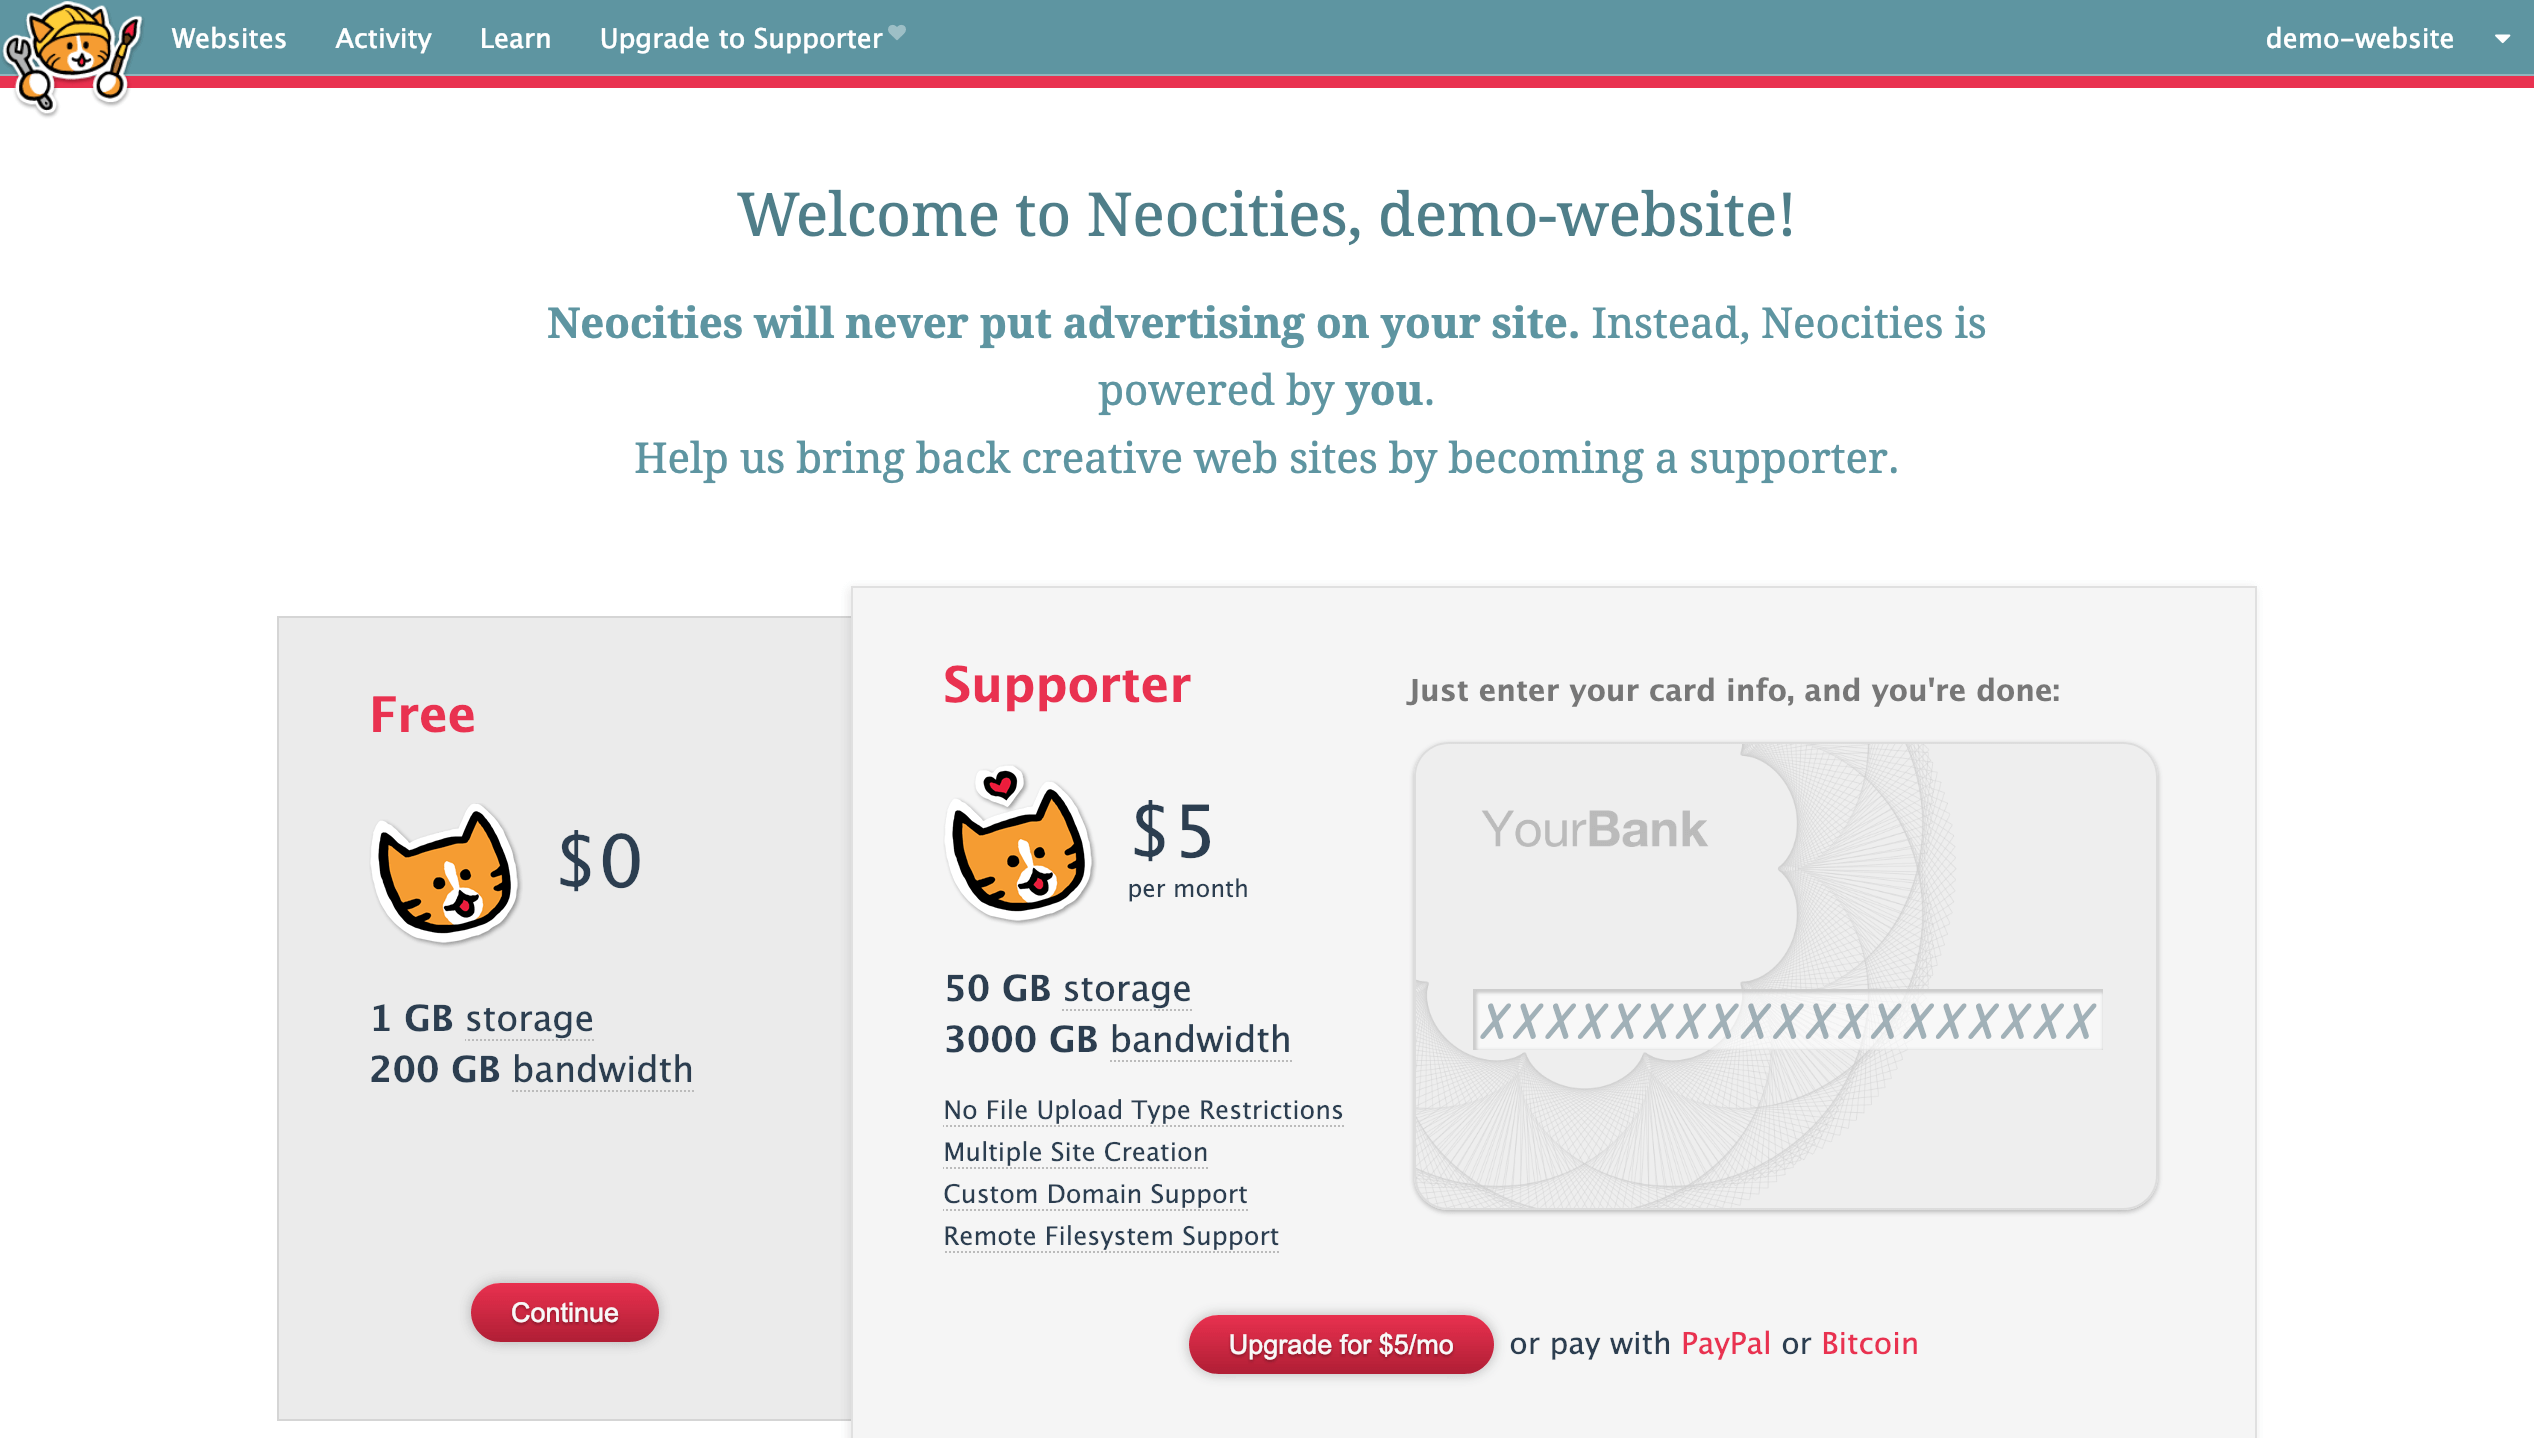 Websites Activity Learn Upgrade to Supporter demo-website
Welcome to Neocities, demo-website!
Neocities will never put advertising on your site. Instead, Neocities is
powered by you.
Help us bring back creative web sites by becoming a supporter.
Free
$0
1 GB storage
200 GB bandwidth
Continue
Supporter
$5
per month
50 GB storage
3000 GB bandwidth
No File Upload Type Restrictions
Multiple Site Creation
Custom Domain Support
Remote Filesystem Support
Just enter your card info, and you're done:
YourBank
XXXXXXXXXXXXXXXXXXX
Upgrade for $5/mo or pay with PayPal or Bitcoin